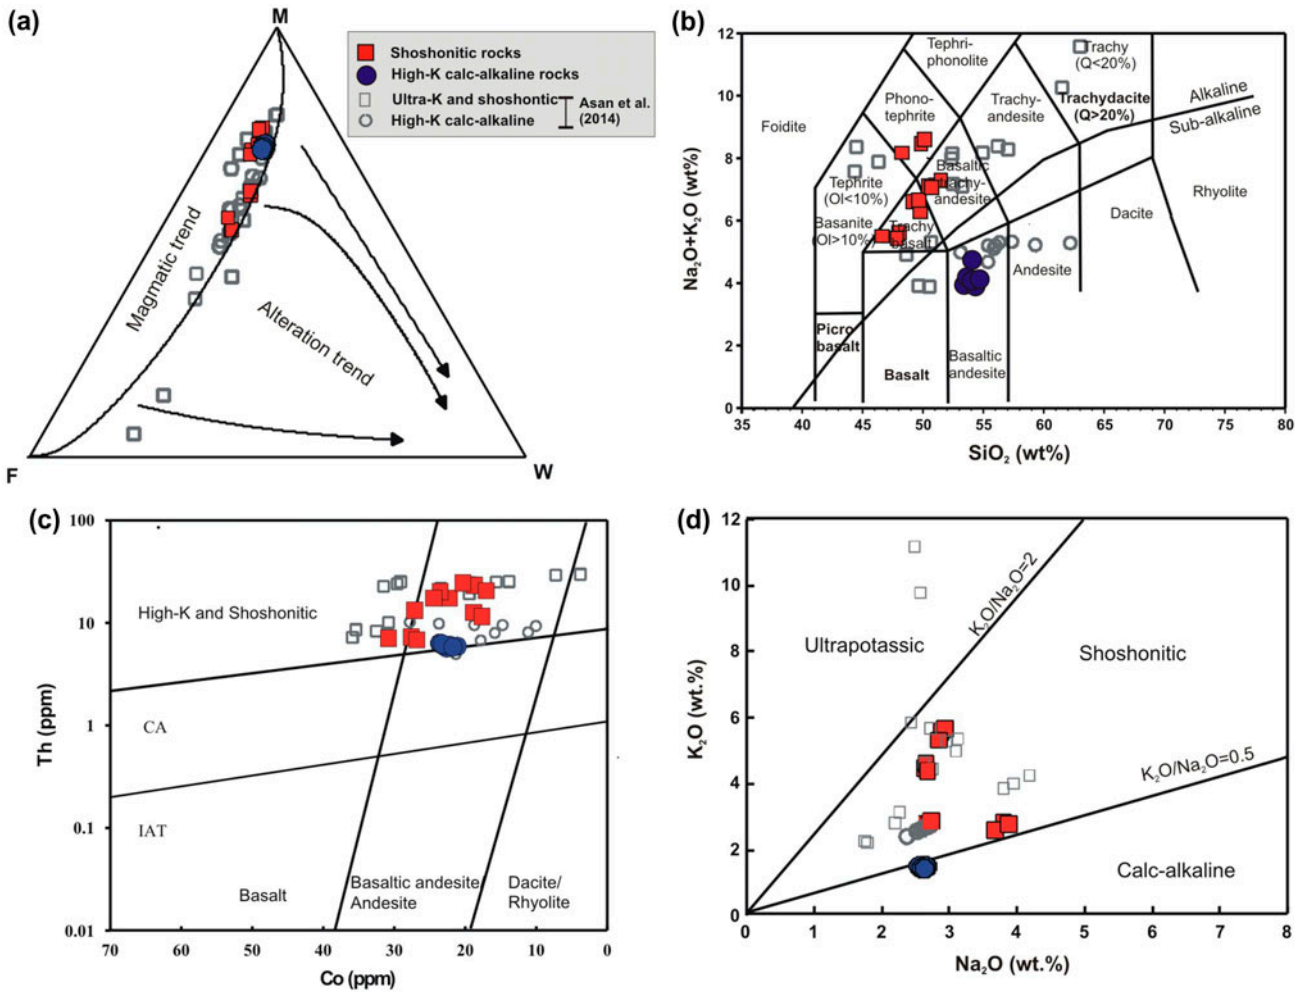 (a)
M
Shoshonitic rocks
High-K calc-alkaline rocks
Ultra-K and shoshontic
High-K calc-alkaline
Asan et al.
(2014)
Magmatic trend
Alteration trend
F
W
(b)
Na₂O+K₂O (wt%)
12
10
8
6
4
2
0
Foidite
Tephri-
phonolite
Phono-
tephrite
Trachy-
andesite
Trachy
(Q<20%)
Trachydacite
(Q>20%)
Alkaline
Sub-alkaline
Tephrite
(Ol<10%)
Basanite
(Ol>10%)
Basaltic
trachy-
andesite
Trachy
basalt
Rhyolite
Dacite
Andesite
Picro
basalt
Basalt
Basaltic
andesite
35 40 45 50 55 60 65 70 75 80
SiO₂ (wt%)
(c)
Th (ppm)
100
10
1
0.1
0.01
High-K and Shoshonitic
CA
IAT
Basalt
Basaltic andesite/
Andesite
Dacite/
Rhyolite
70 60 50 40 30 20 10 0
Co (ppm)
(d)
K₂O (wt.%)
12
10
8
6
4
2
0
K₂O/Na₂O=2
Ultrapotassic
Shoshonitic
K₂O/Na₂O=0.5
Calc-alkaline
0 1 2 3 4 5 6 7 8
Na₂O (wt.%)